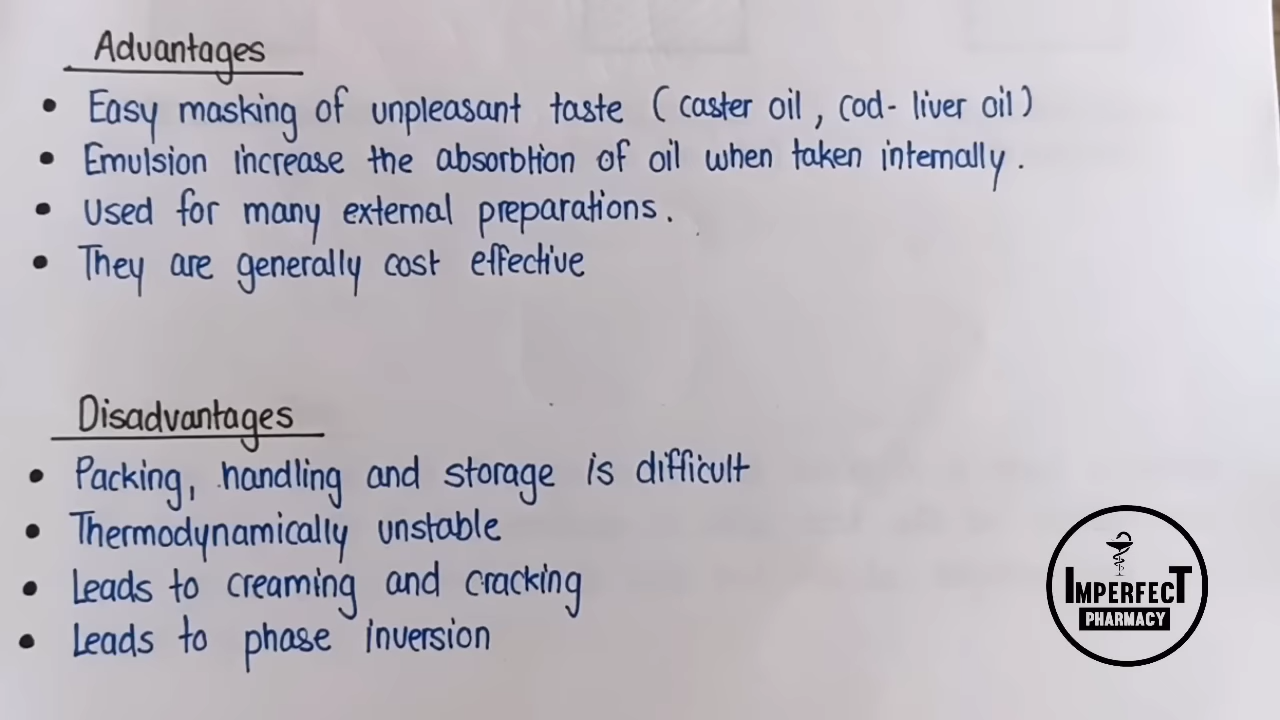 Advantages
• Easy masking of unpleasant taste (caster oil, cod-liver oil)
• Emulsion increase the absorbtion of oil when taken internally.
• Used for many external preparations.
• They are generally cost effective
Disadvantages
• Packing, handling and storage is difficult
• Thermodynamically unstable
• Leads to creaming and cracking
• Leads to phase inversion
IMPERFECT
PHARMACY